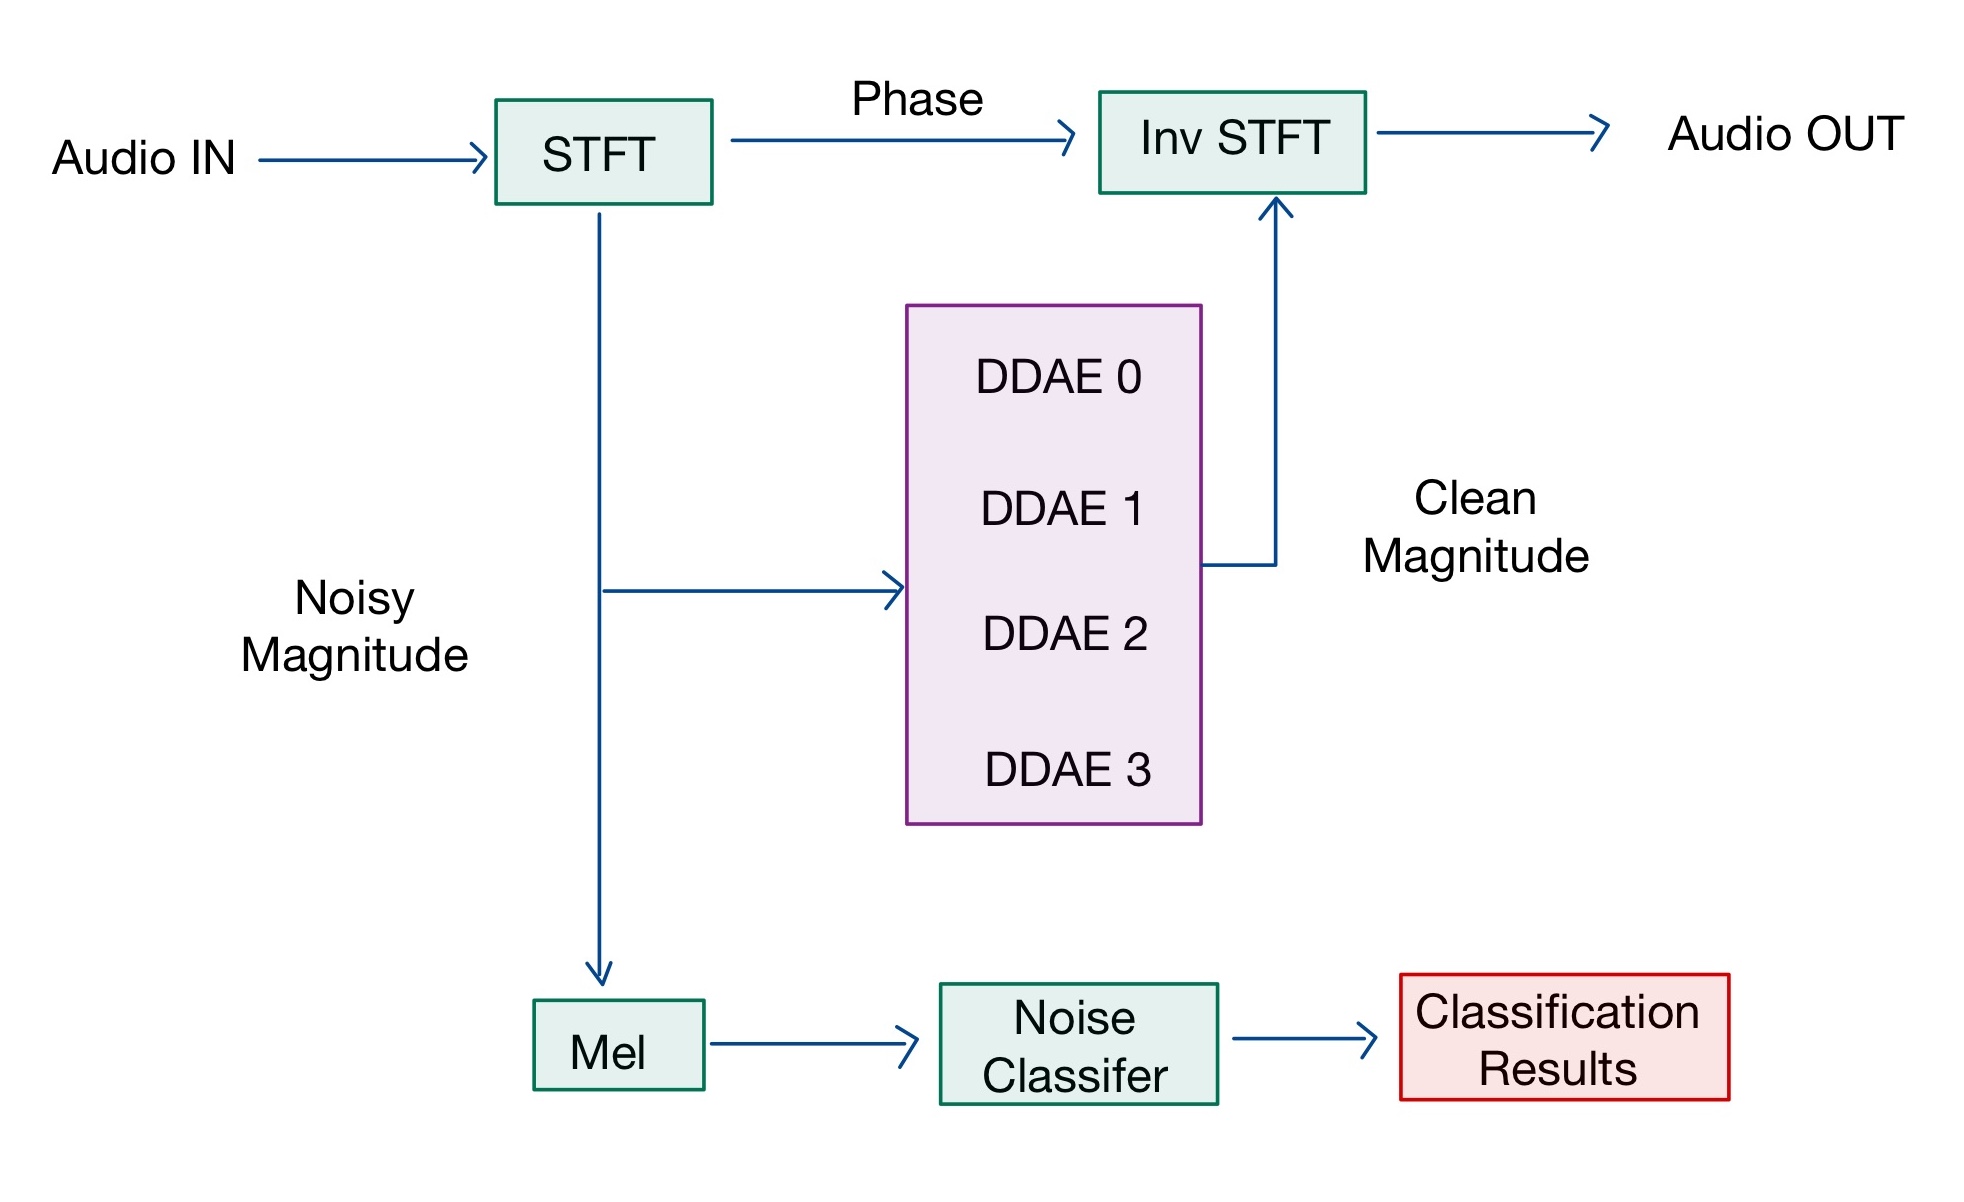 Audio IN
STFT
Phase
Inv STFT
Audio OUT
DDAE 0
DDAE 1
DDAE 2
DDAE 3
Clean
Magnitude
Noisy
Magnitude
Mel
Noise
Classifer
Classification
Results